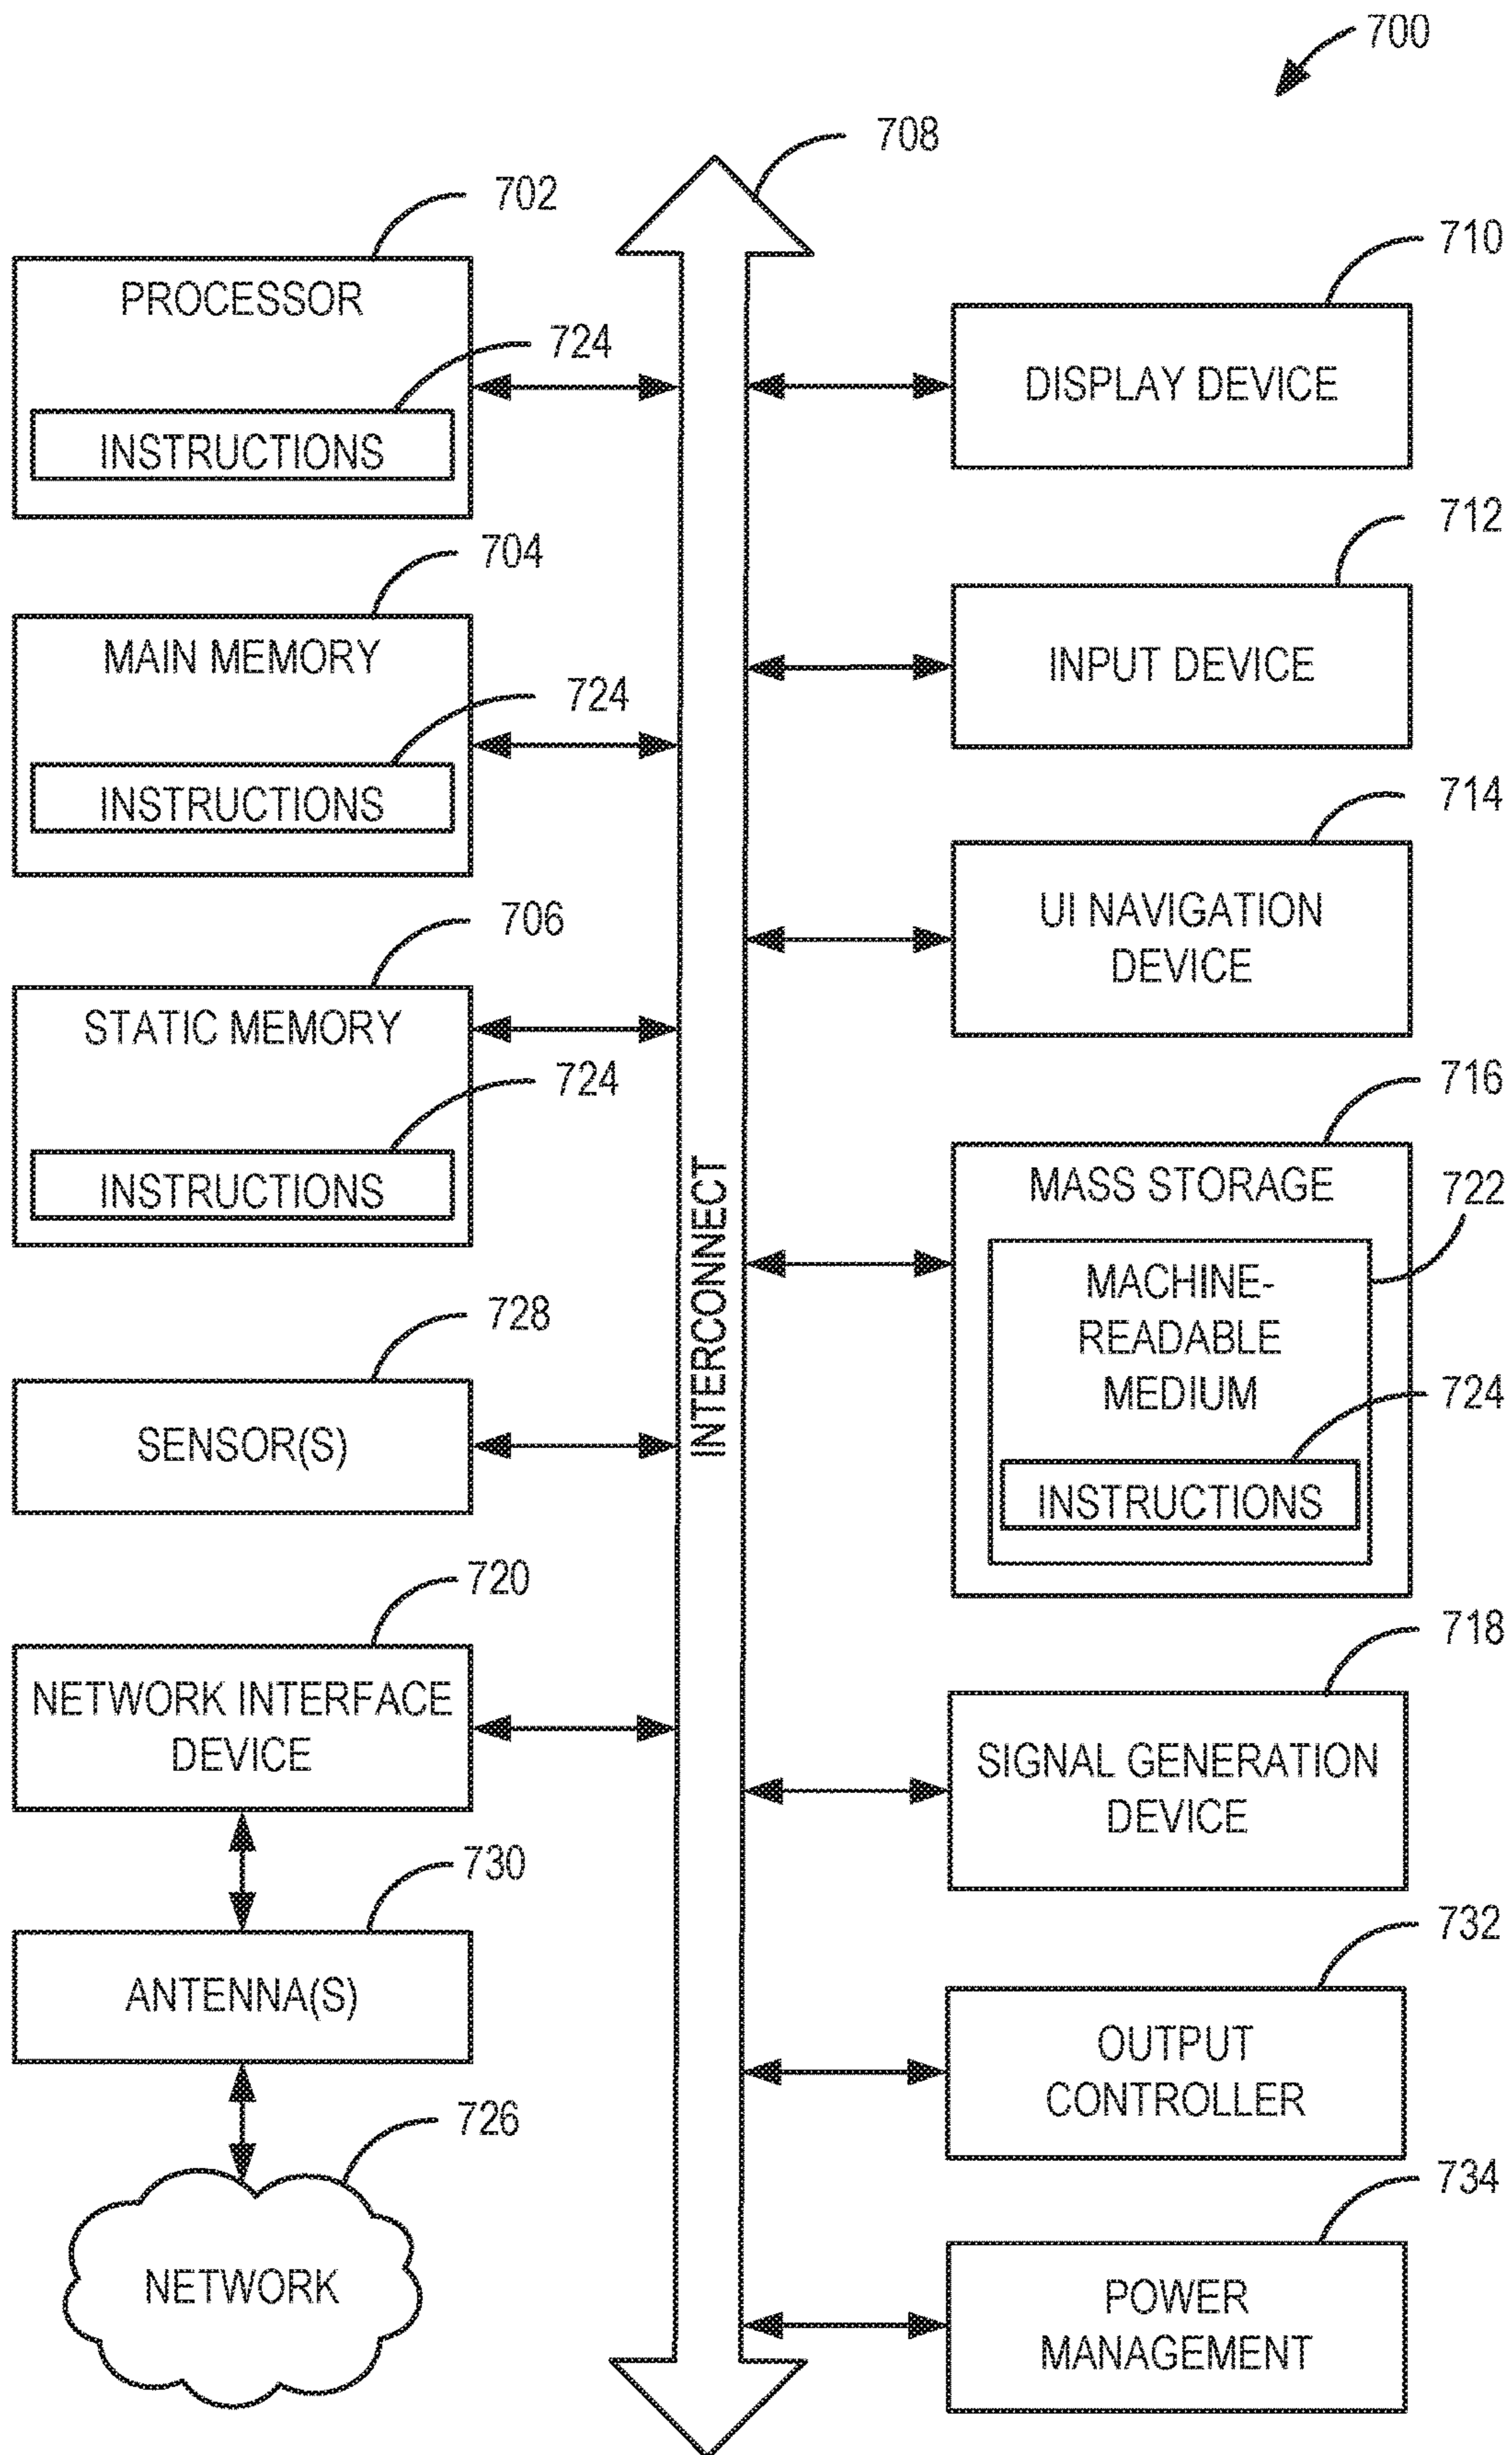 700
708
702
PROCESSOR
724
INSTRUCTIONS
704
MAIN MEMORY
724
INSTRUCTIONS
706
STATIC MEMORY
724
INSTRUCTIONS
728
SENSOR(S)
720
NETWORK INTERFACE
DEVICE
730
ANTENNA(S)
726
NETWORK
INTERCONNECT
710
DISPLAY DEVICE
712
INPUT DEVICE
714
UI NAVIGATION
DEVICE
716
MASS STORAGE
722
MACHINE-
READABLE
MEDIUM
724
INSTRUCTIONS
718
SIGNAL GENERATION
DEVICE
732
OUTPUT
CONTROLLER
734
POWER
MANAGEMENT